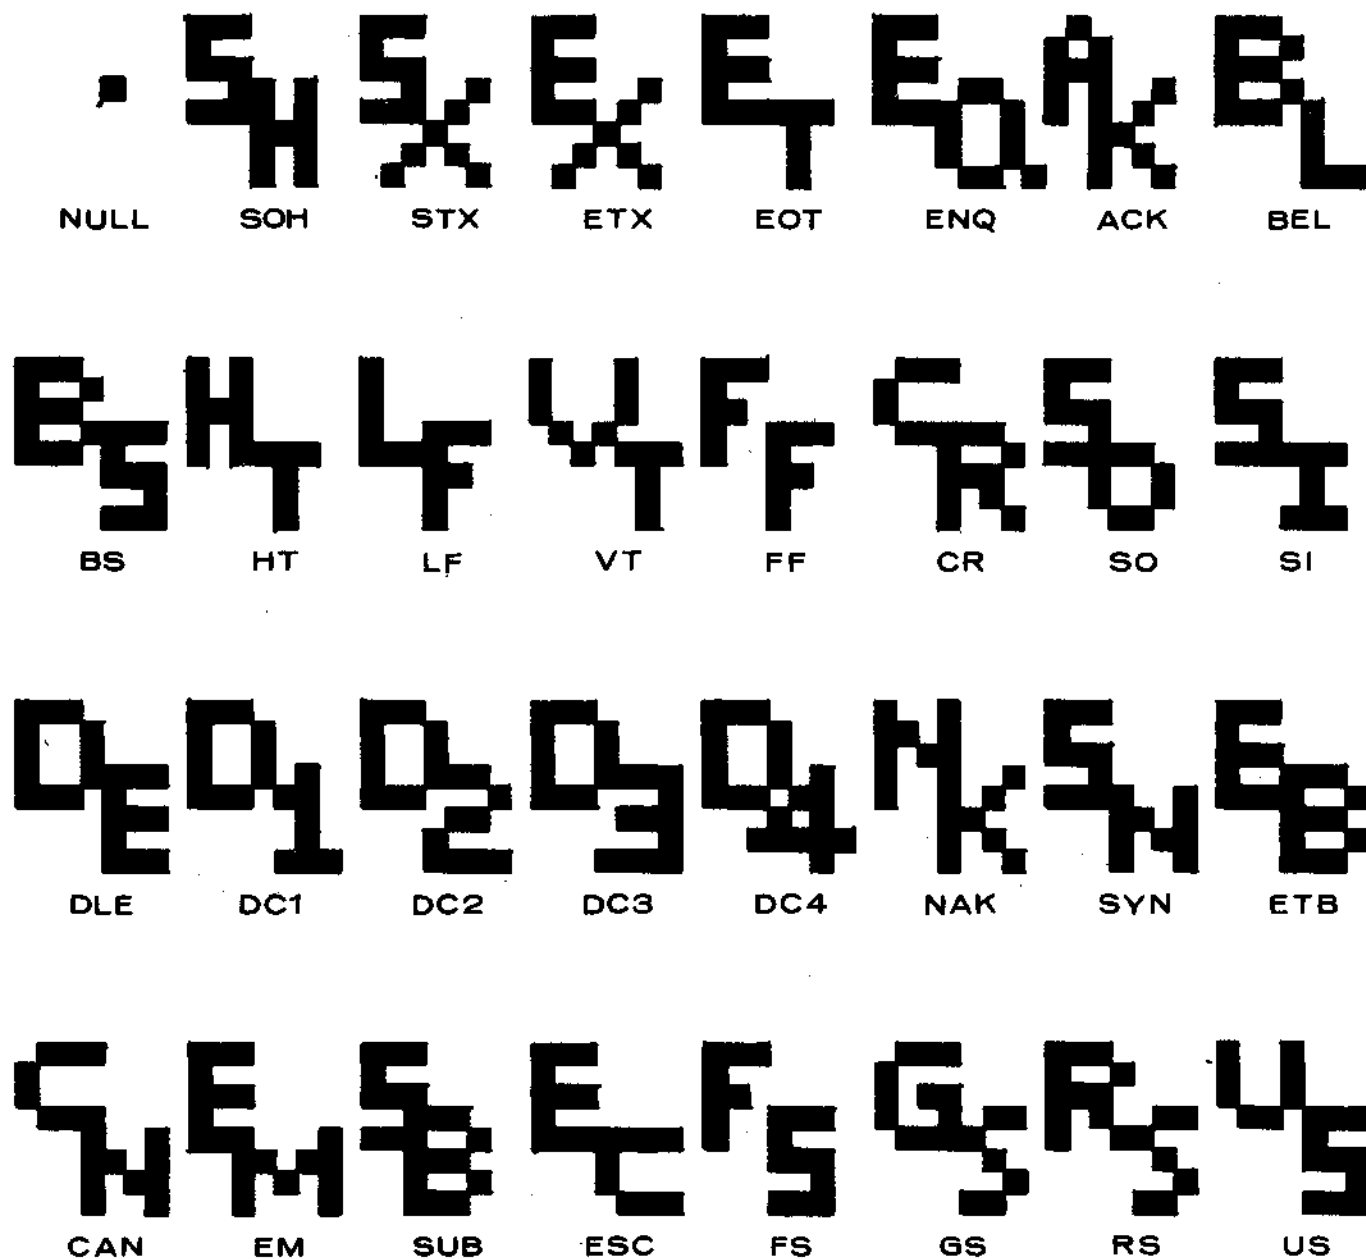 NULL SOH STX ETX EOT ENQ ACK BEL
BS HT LF VT FF CR SO SI
DLE DC1 DC2 DC3 DC4 NAK SYN ETB
CAN EM SUB ESC FS GS RS US